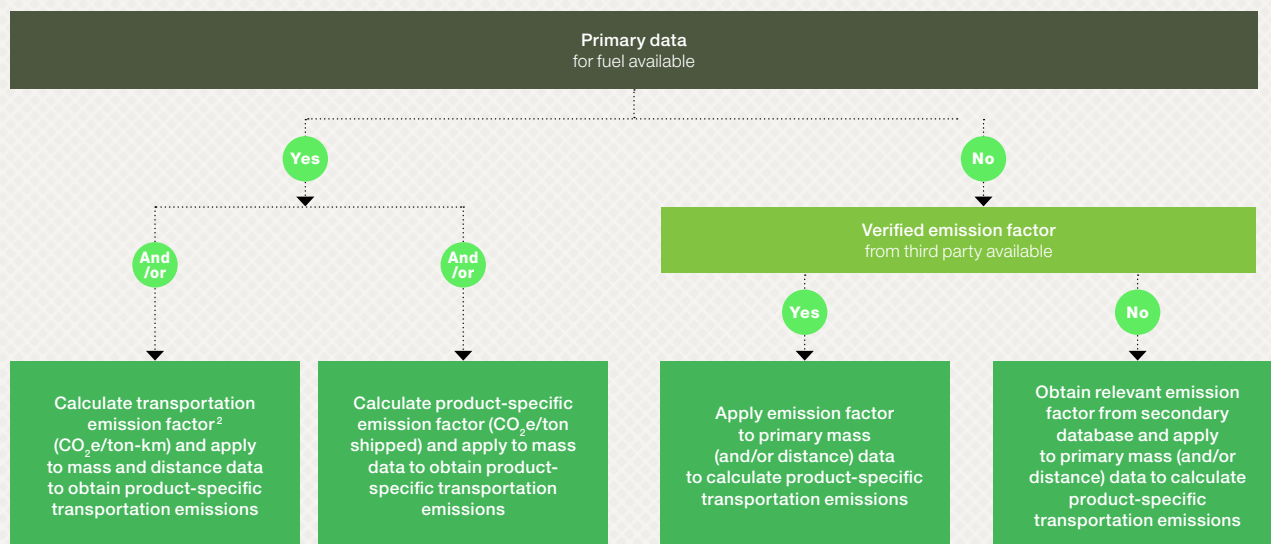 Primary data
for fuel available
Yes
No
Verified emission factor
from third party available
And
/or
And
/or
Yes
No
Calculate transportation
emission factor²
(CO₂e/ton-km) and apply
to mass and distance data
to obtain product-specific
transportation emissions
Calculate product-specific
emission factor (CO₂e/ton
shipped) and apply to mass
data to obtain product-
specific transportation
emissions
Apply emission factor
to primary mass
(and/or distance) data
to calculate product-specific
transportation emissions
Obtain relevant emission
factor from secondary
database and apply
to primary mass (and/or
distance) data to calculate
product-specific
transportation emissions